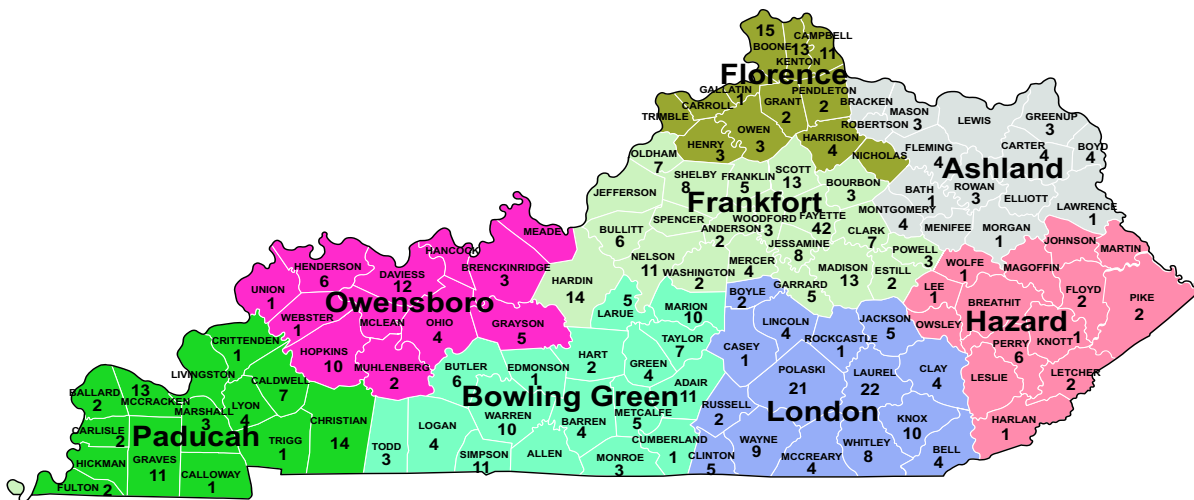 15
CAMPBELL
BOONE
13
11
KENTON
Florence
GALLATIN
1
PENDLETON
2
CARROLL
GRANT
2
TRIMBLE
OWEN
3
HENRY
3
HARRISON
4
NICHOLAS
BRACKEN
MASON
3
ROBERTSON
LEWIS
GREENUP
3
FLEMING
4
CARTER
4
BOYD
4
Ashland
BATH
1
ROWAN
3
ELLIOTT
LAWRENCE
1
MONTGOMERY
4
MENIFEE
MORGAN
1
OLDHAM
7
SHELBY
8
FRANKLIN
5
SCOTT
13
BOURBON
3
JEFFERSON
Frankfort
SPENCER
WOODFORD
3
FAYETTE
42
ANDERSON
2
CLARK
7
BULLITT
6
JESSAMINE
8
POWELL
3
NELSON
11
MERCER
4
MADISON
13
ESTILL
2
WASHINGTON
2
GARRARD
5
HARDIN
14
MEADE
HANCOCK
HENDERSON
6
DAVIESS
12
BRENCKINRIDGE
3
UNION
1
Owensboro
WEBSTER
1
MCLEAN
OHIO
4
GRAYSON
5
HOPKINS
10
MUHLENBERG
2
JOHNSON
MARTIN
WOLFE
1
MAGOFFIN
LEE
1
FLOYD
2
PIKE
2
BREATHIT
OWSLEY
Hazard
PERRY
6
KNOTT
1
LESLIE
LETCHER
2
HARLAN
1
5
LARUE
MARION
10
TAYLOR
7
HART
2
GREEN
4
BUTLER
6
EDMONSON
1
ADAIR
11
Bowling Green
WARREN
10
BARREN
4
METCALFE
5
LOGAN
4
TODD
3
SIMPSON
11
ALLEN
MONROE
3
CUMBERLAND
1
BOYLE
2
LINCOLN
4
ROCKCASTLE
1
JACKSON
5
CASEY
1
POLASKI
21
LAUREL
22
CLAY
4
RUSSELL
2
London
KNOX
10
WAYNE
9
WHITLEY
8
BELL
4
CLINTON
5
MCCREARY
4
CRITTENDEN
1
LIVINGSTON
CALDWELL
7
BALLARD
2
13
MCCRACKEN
MARSHALL
3
LYON
4
CHRISTIAN
14
CARLISLE
2
Paducah
TRIGG
1
HICKMAN
GRAVES
11
CALLOWAY
1
FULTON 2